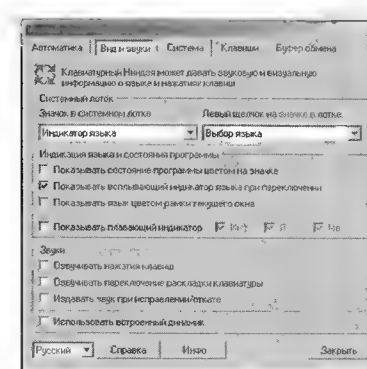 Автоматика Вид и звуки Система Клавиши Буфер обмена
Клавиатурный Ниндзя может давать звуковую и визуальную
информацию о языке и нажатиях клавиш
Системный лоток
Значок в системном лотке Левый щелчок на значке в лотке
Индикатор языка Выбор языка
Индикация языка и состояния программы
Показывать состояние программы цветом на значке
Показывать всплывающий индикатор языка при переключении
Показывать язык цветом рамки текущего окна
Показывать плавающий индикатор
Звуки
Озвучивать нажатия клавиш
Озвучивать переключение раскладки клавиатуры
Издавать звук при исправлении/откате
Использовать встроенный динамик
Русский Справка Инфо Закрыть